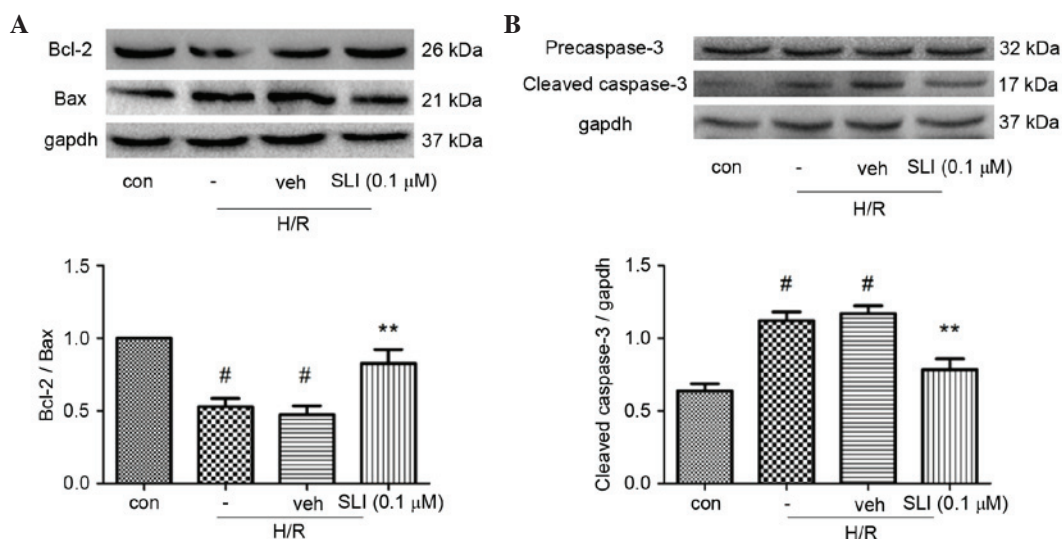 A
Bcl-2
26 kDa
Bax
21 kDa
gapdh
37 kDa
con - veh SLI (0.1 μM)
H/R
Bcl-2 / Bax
1.5
1.0
0.5
0.0
# # **
con - veh SLI (0.1 μM)
H/R
B
Precaspase-3
32 kDa
Cleaved caspase-3
17 kDa
gapdh
37 kDa
con - veh SLI (0.1 μM)
H/R
Cleaved caspase-3 / gapdh
1.5
1.0
0.5
0.0
# # **
con - veh SLI (0.1 μM)
H/R